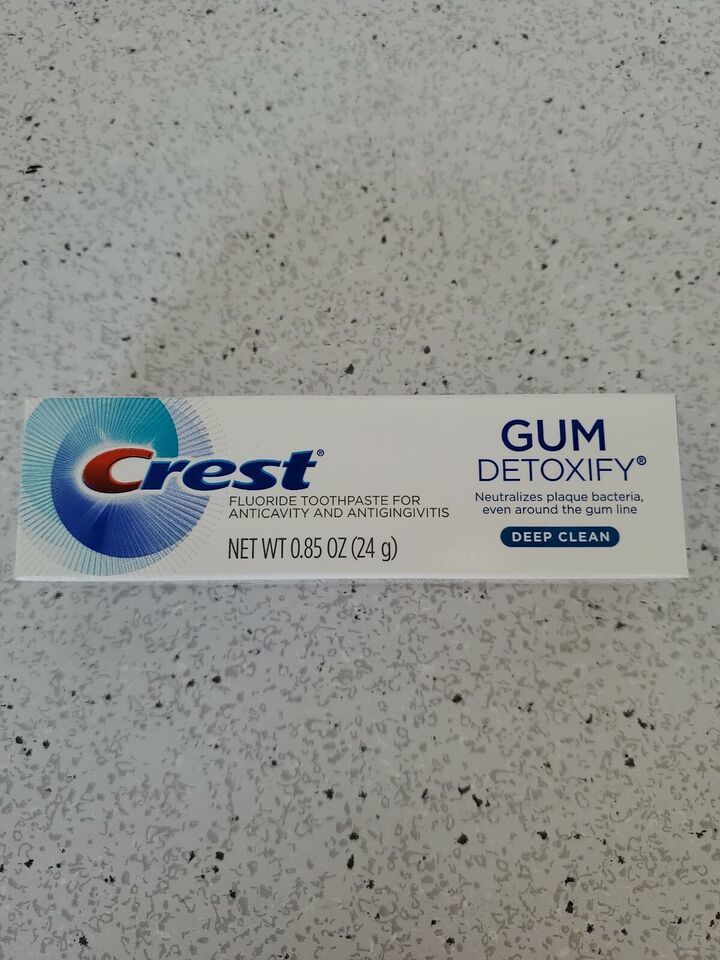 Crest®
FLUORIDE TOOTHPASTE FOR
ANTICAVITY AND ANTIGINGIVITIS
NET WT 0.85 OZ (24 g)
GUM
DETOXIFY®
Neutralizes plaque bacteria,
even around the gum line
DEEP CLEAN